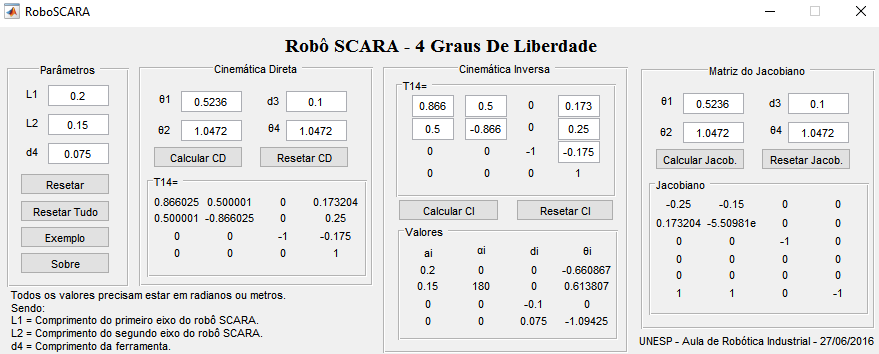 RoboSCARA
Robô SCARA - 4 Graus De Liberdade
Parâmetros
L1 0.2
L2 0.15
d4 0.075
Resetar
Resetar Tudo
Exemplo
Sobre
Cinemática Direta
θ1 0.5236 d3 0.1
θ2 1.0472 θ4 1.0472
Calcular CD Resetar CD
T14=
0.866025 0.500001 0 0.173204
0.500001 -0.866025 0 0.25
0 0 -1 -0.175
0 0 0 1
Cinemática Inversa
T14=
0.866 0.5 0 0.173
0.5 -0.866 0 0.25
0 0 -1 -0.175
0 0 0 1
Calcular CI Resetar CI
Valores
ai αi di θi
0.2 0 0 -0.660867
0.15 180 0 0.613807
0 0 -0.1 0
0 0 0.075 -1.09425
Matriz do Jacobiano
θ1 0.5236 d3 0.1
θ2 1.0472 θ4 1.0472
Calcular Jacob. Resetar Jacob.
Jacobiano
-0.25 -0.15 0 0
0.173204 -5.50981e 0 0
0 0 -1 0
0 0 0 0
0 0 0 0
1 1 0 -1
Todos os valores precisam estar em radianos ou metros.
Sendo:
L1 = Comprimento do primeiro eixo do robô SCARA.
L2 = Comprimento do segundo eixo do robô SCARA.
d4 = Comprimento da ferramenta.
UNESP - Aula de Robótica Industrial - 27/06/2016